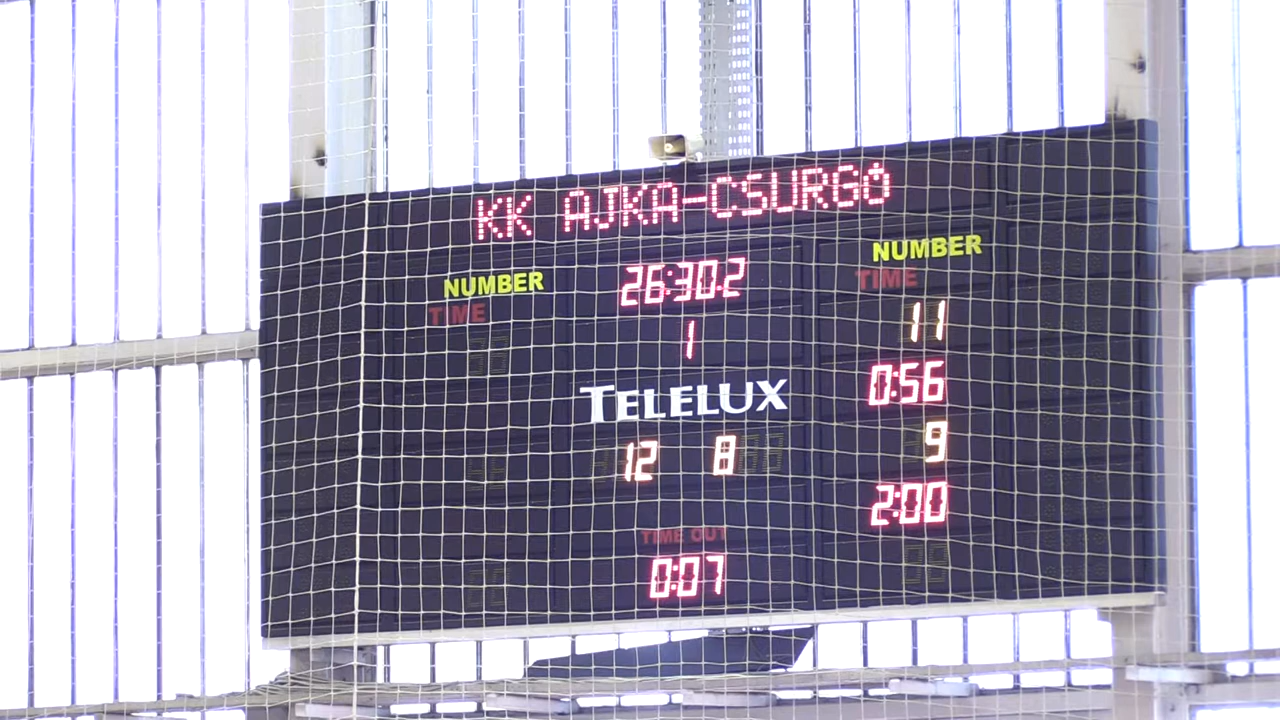 KK AJKA-CSURGÓ
NUMBER
TIME
26:30.2
1
NUMBER
TIME
11
0:56
9
2:00
TELELUX
12 8
TIME OUT
0:07